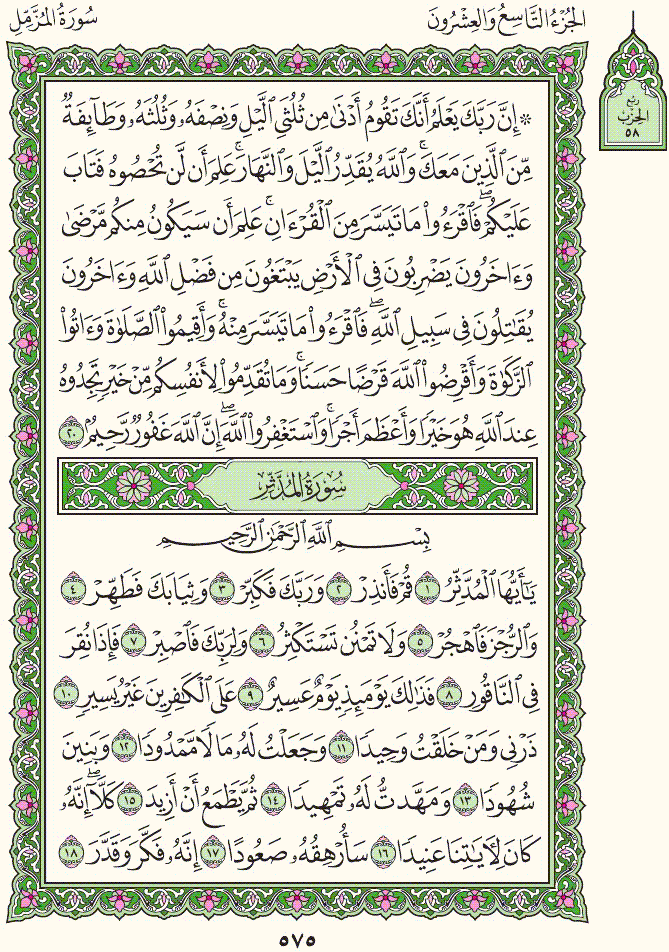 الجُزْءُ التَّاسِعُ وَالعِشْرُونَ
سُورَةُ المُزَّمِّلِ
رُبْعُ
الحِزْب
٥٨
۞ إِنَّ رَبَّكَ يَعْلَمُ أَنَّكَ تَقُومُ أَدْنَىٰ مِن ثُلُثَىِ ٱلَّيْلِ وَنِصْفَهُۥ وَثُلُثَهُۥ وَطَآئِفَةٌ
مِّنَ ٱلَّذِينَ مَعَكَۚ وَٱللَّهُ يُقَدِّرُ ٱلَّيْلَ وَٱلنَّهَارَۚ عَلِمَ أَن لَّن تُحْصُوهُ فَتَابَ
عَلَيْكُمْۖ فَٱقْرَءُوا۟ مَا تَيَسَّرَ مِنَ ٱلْقُرْءَانِۚ عَلِمَ أَن سَيَكُونُ مِنكُم مَّرْضَىٰ
وَءَاخَرُونَ يَضْرِبُونَ فِى ٱلْأَرْضِ يَبْتَغُونَ مِن فَضْلِ ٱللَّهِ وَءَاخَرُونَ
يُقَٰتِلُونَ فِى سَبِيلِ ٱللَّهِۖ فَٱقْرَءُوا۟ مَا تَيَسَّرَ مِنْهُۚ وَأَقِيمُوا۟ ٱلصَّلَوٰةَ وَءَاتُوا۟
ٱلزَّكَوٰةَ وَأَقْرِضُوا۟ ٱللَّهَ قَرْضًا حَسَنًاۚ وَمَا تُقَدِّمُوا۟ لِأَنفُسِكُم مِّنْ خَيْرٍ تَجِدُوهُ
عِندَ ٱللَّهِ هُوَ خَيْرًا وَأَعْظَمَ أَجْرًاۚ وَٱسْتَغْفِرُوا۟ ٱللَّهَۖ إِنَّ ٱللَّهَ غَفُورٌ رَّحِيمٌۢ ٢٠
سُورَةُ المُدَّثِّرِ
بِسْمِ ٱللَّهِ ٱلرَّحْمَٰنِ ٱلرَّحِيمِ
يَٰٓأَيُّهَا ٱلْمُدَّثِّرُ ١ قُمْ فَأَنذِرْ ٢ وَرَبَّكَ فَكَبِّرْ ٣ وَثِيَابَكَ فَطَهِّرْ ٤
وَٱلرُّجْزَ فَٱهْجُرْ ٥ وَلَا تَمْنُن تَسْتَكْثِرُ ٦ وَلِرَبِّكَ فَٱصْبِرْ ٧ فَإِذَا نُقِرَ
فِى ٱلنَّاقُورِ ٨ فَذَٰلِكَ يَوْمَئِذٍ يَوْمٌ عَسِيرٌ ٩ عَلَى ٱلْكَٰفِرِينَ غَيْرُ يَسِيرٍ ١٠
ذَرْنِى وَمَنْ خَلَقْتُ وَحِيدًا ١١ وَجَعَلْتُ لَهُۥ مَالًا مَّمْدُودًا ١٢ وَبَنِينَ
شُهُودًا ١٣ وَمَهَّدتُّ لَهُۥ تَمْهِيدًا ١٤ ثُمَّ يَطْمَعُ أَنْ أَزِيدَ ١٥ كَلَّآۖ إِنَّهُۥ
كَانَ لِءَايَٰتِنَا عَنِيدًا ١٦ سَأُرْهِقُهُۥ صَعُودًا ١٧ إِنَّهُۥ فَكَّرَ وَقَدَّرَ ١٨
٥٧٥